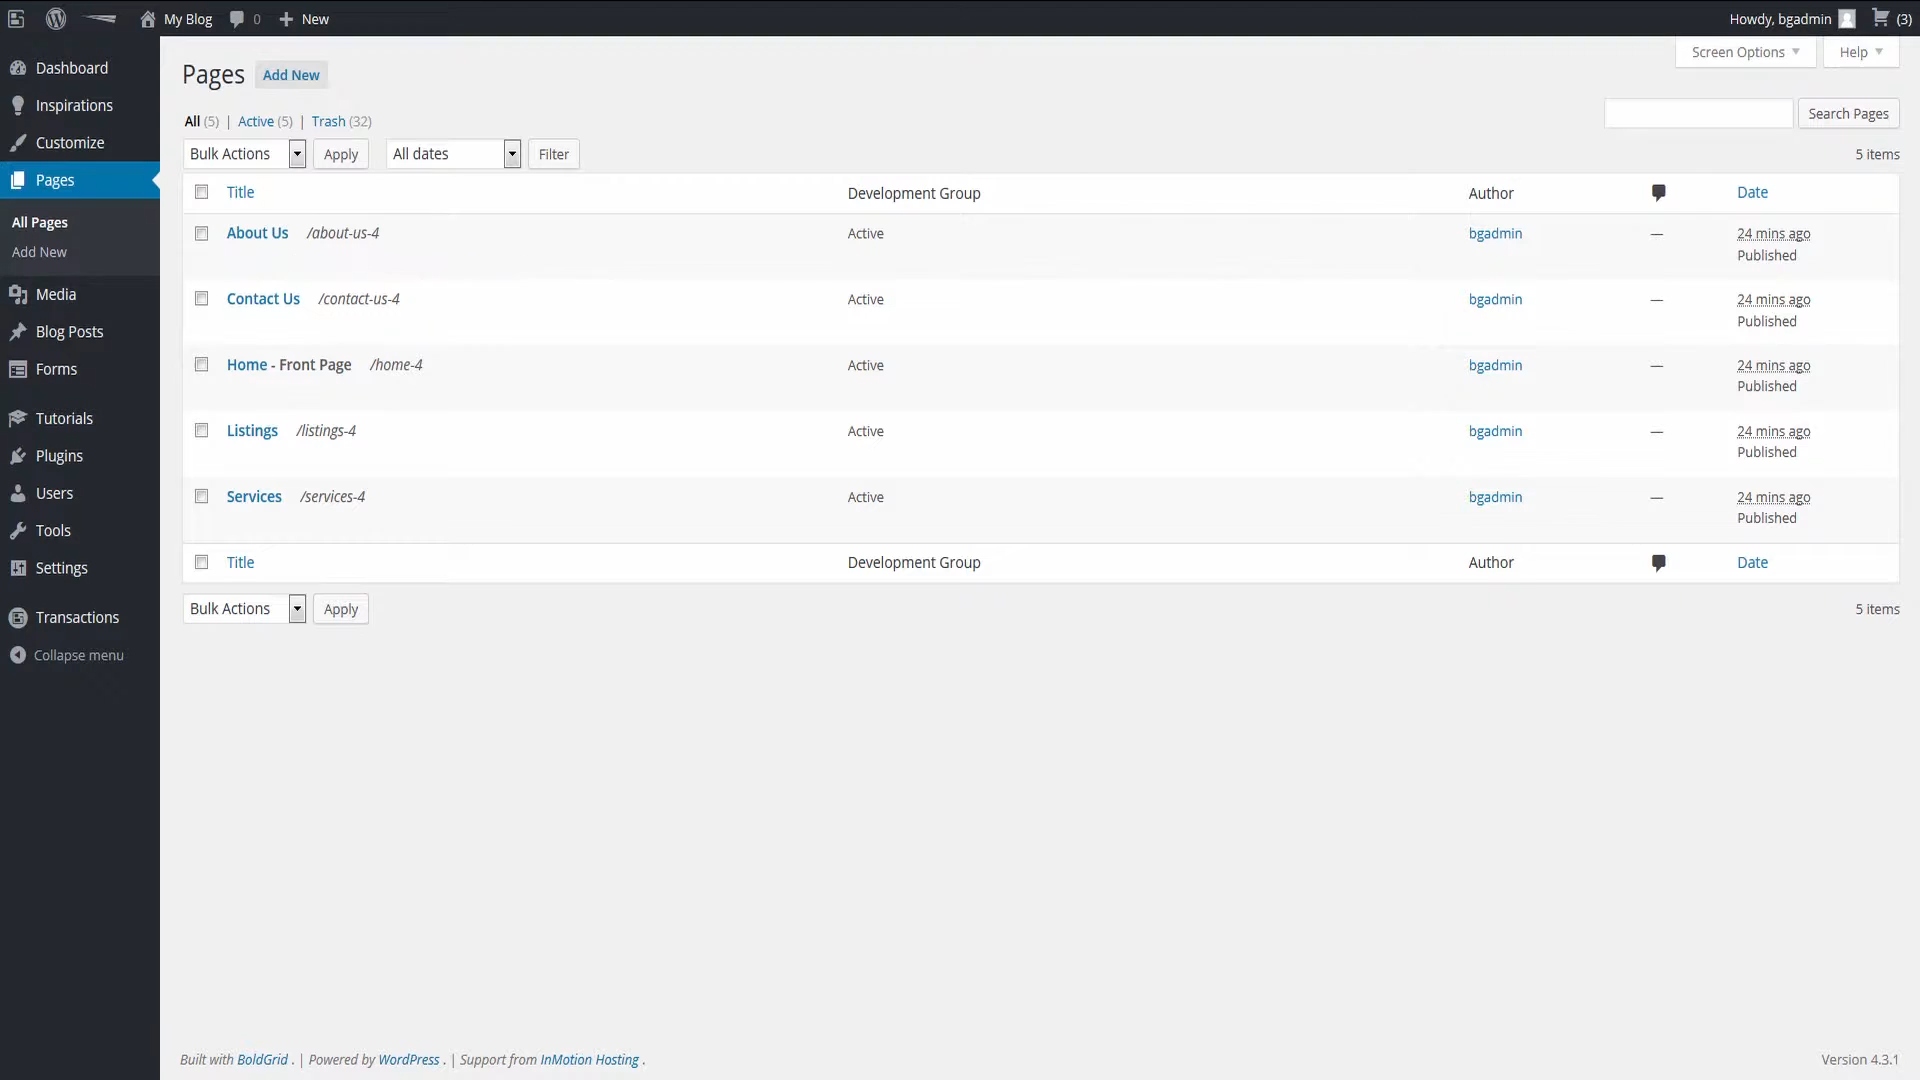 My Blog 0 New Howdy, bgadmin (3)
Dashboard
Inspirations
Customize
Pages
All Pages
Add New
Media
Blog Posts
Forms
Tutorials
Plugins
Users
Tools
Settings
Transactions
Collapse menu
Screen Options Help
Pages Add New
All (5) | Active (5) | Trash (32)
Search Pages
Bulk Actions Apply All dates Filter 5 items
Title Development Group Author Date
About Us /about-us-4 Active bgadmin — 24 mins ago
Published
Contact Us /contact-us-4 Active bgadmin — 24 mins ago
Published
Home - Front Page /home-4 Active bgadmin — 24 mins ago
Published
Listings /listings-4 Active bgadmin — 24 mins ago
Published
Services /services-4 Active bgadmin — 24 mins ago
Published
Title Development Group Author Date
Bulk Actions Apply 5 items
Built with BoldGrid . | Powered by WordPress . | Support from InMotion Hosting . Version 4.3.1